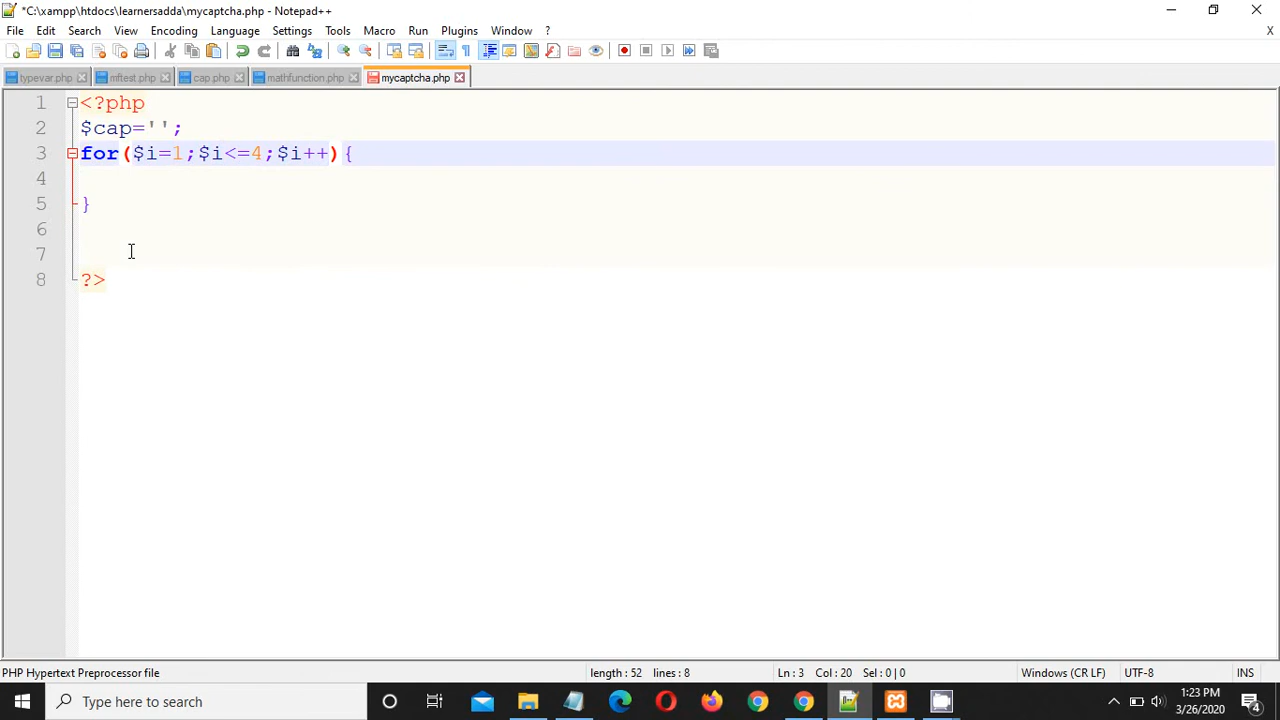 *C:\xampp\htdocs\learnersadda\mycaptcha.php - Notepad++
File Edit Search View Encoding Language Settings Tools Macro Run Plugins Window ? X
typevar.php mftest.php cap.php mathfunction.php mycaptcha.php
1 <?php
2 $cap='';
3 for($i=1;$i<=4;$i++){
4
5 }
6
7
8 ?>
PHP Hypertext Preprocessor file length : 52 lines : 8 Ln : 3 Col : 20 Sel : 0 | 0 Windows (CR LF) UTF-8 INS
Type here to search
1:23 PM
3/26/2020
4